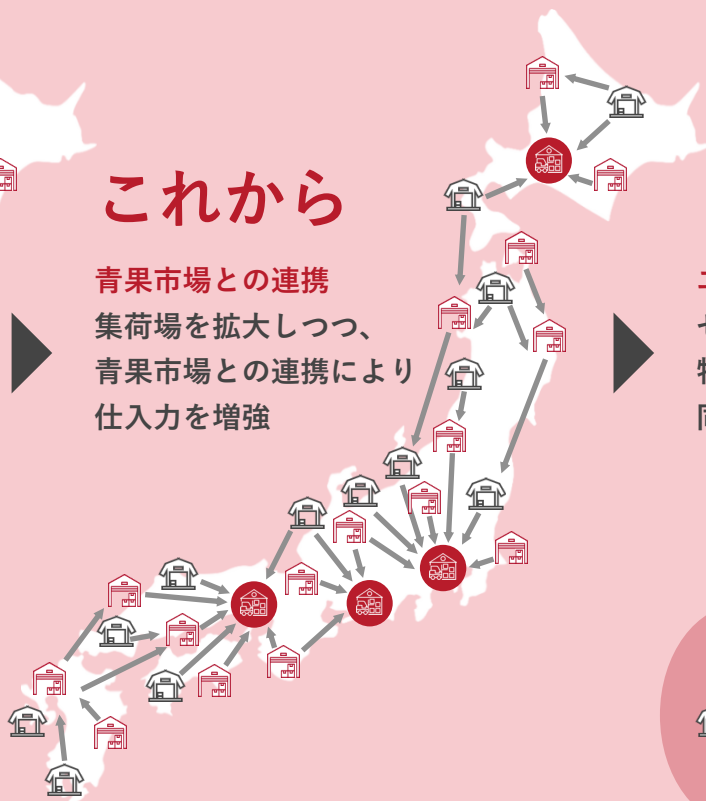 これから
青果市場との連携
集荷場を拡大しつつ、
青果市場との連携により
仕入力を増強